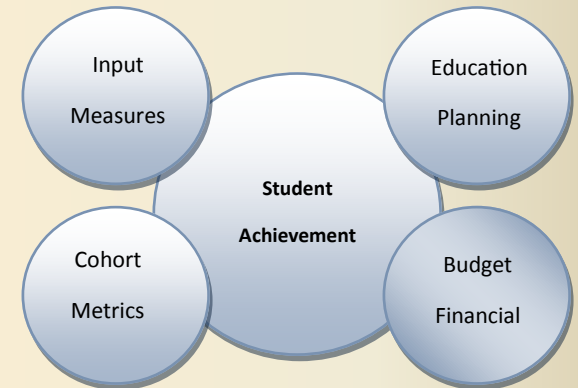 Input
Measures
Education
Planning
Student
Achievement
Cohort
Metrics
Budget
Financial